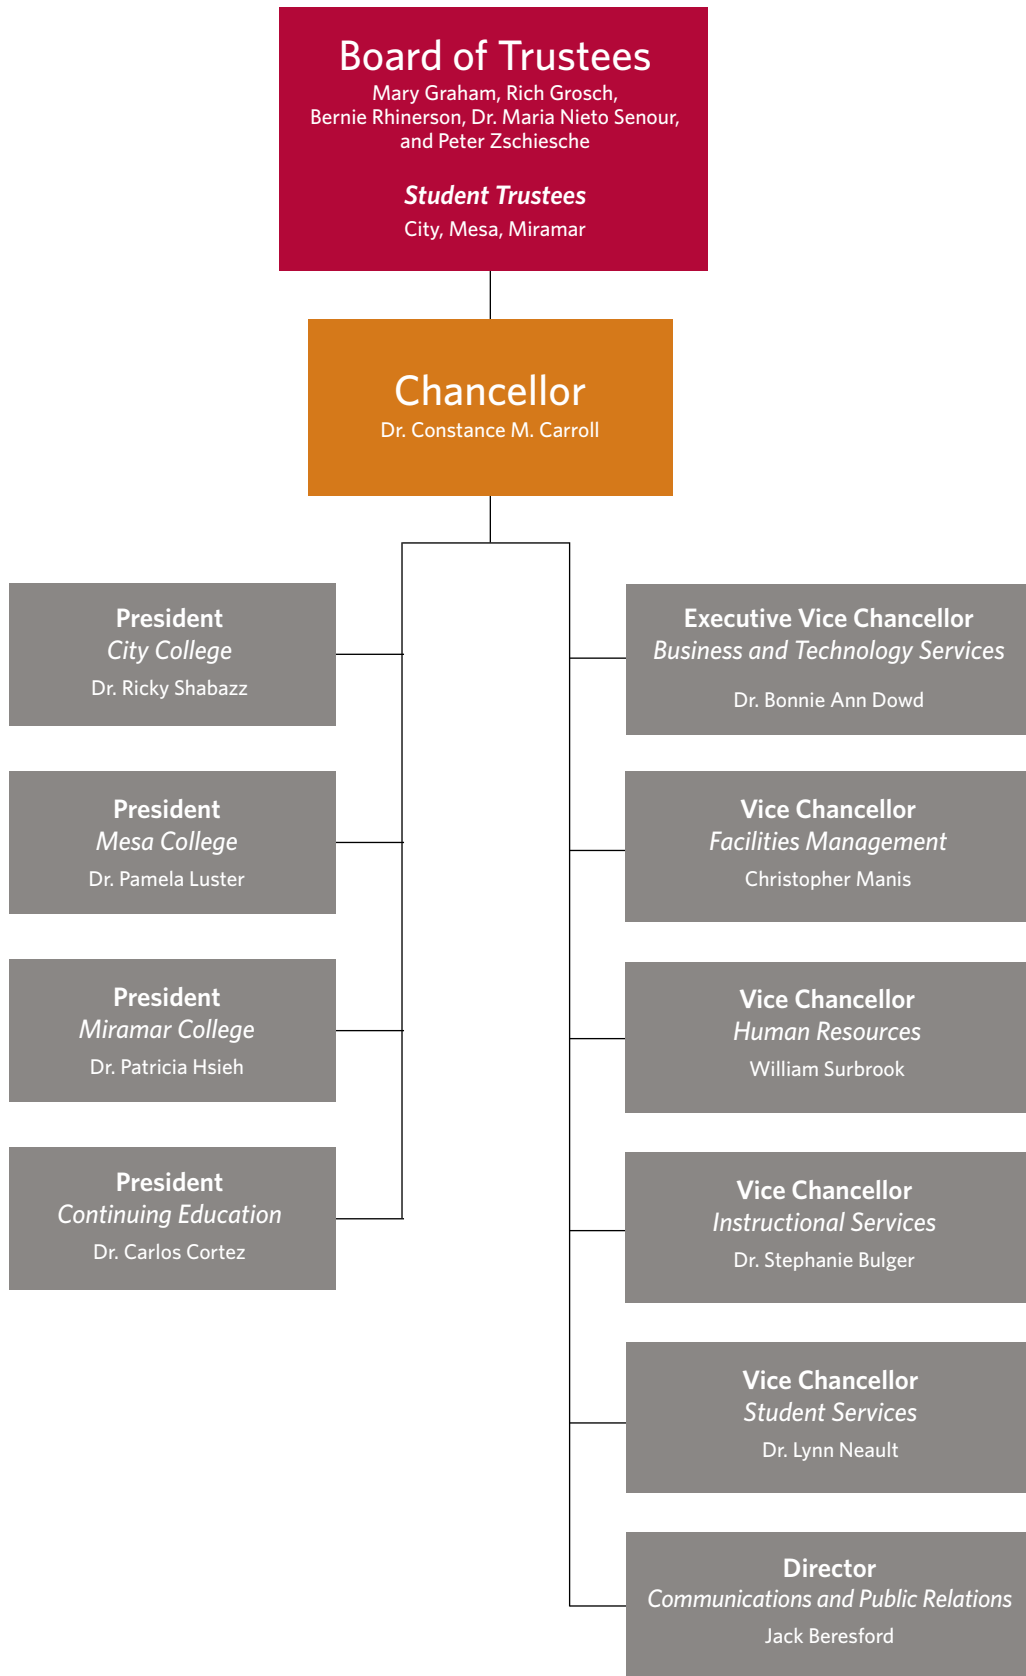 Board of Trustees
Mary Graham, Rich Grosch,
Bernie Rhinerson, Dr. Maria Nieto Senour,
and Peter Zschiesche
Student Trustees
City, Mesa, Miramar
Chancellor
Dr. Constance M. Carroll
President
City College
Dr. Ricky Shabazz
President
Mesa College
Dr. Pamela Luster
President
Miramar College
Dr. Patricia Hsieh
President
Continuing Education
Dr. Carlos Cortez
Executive Vice Chancellor
Business and Technology Services
Dr. Bonnie Ann Dowd
Vice Chancellor
Facilities Management
Christopher Manis
Vice Chancellor
Human Resources
William Surbrook
Vice Chancellor
Instructional Services
Dr. Stephanie Bulger
Vice Chancellor
Student Services
Dr. Lynn Neault
Director
Communications and Public Relations
Jack Beresford